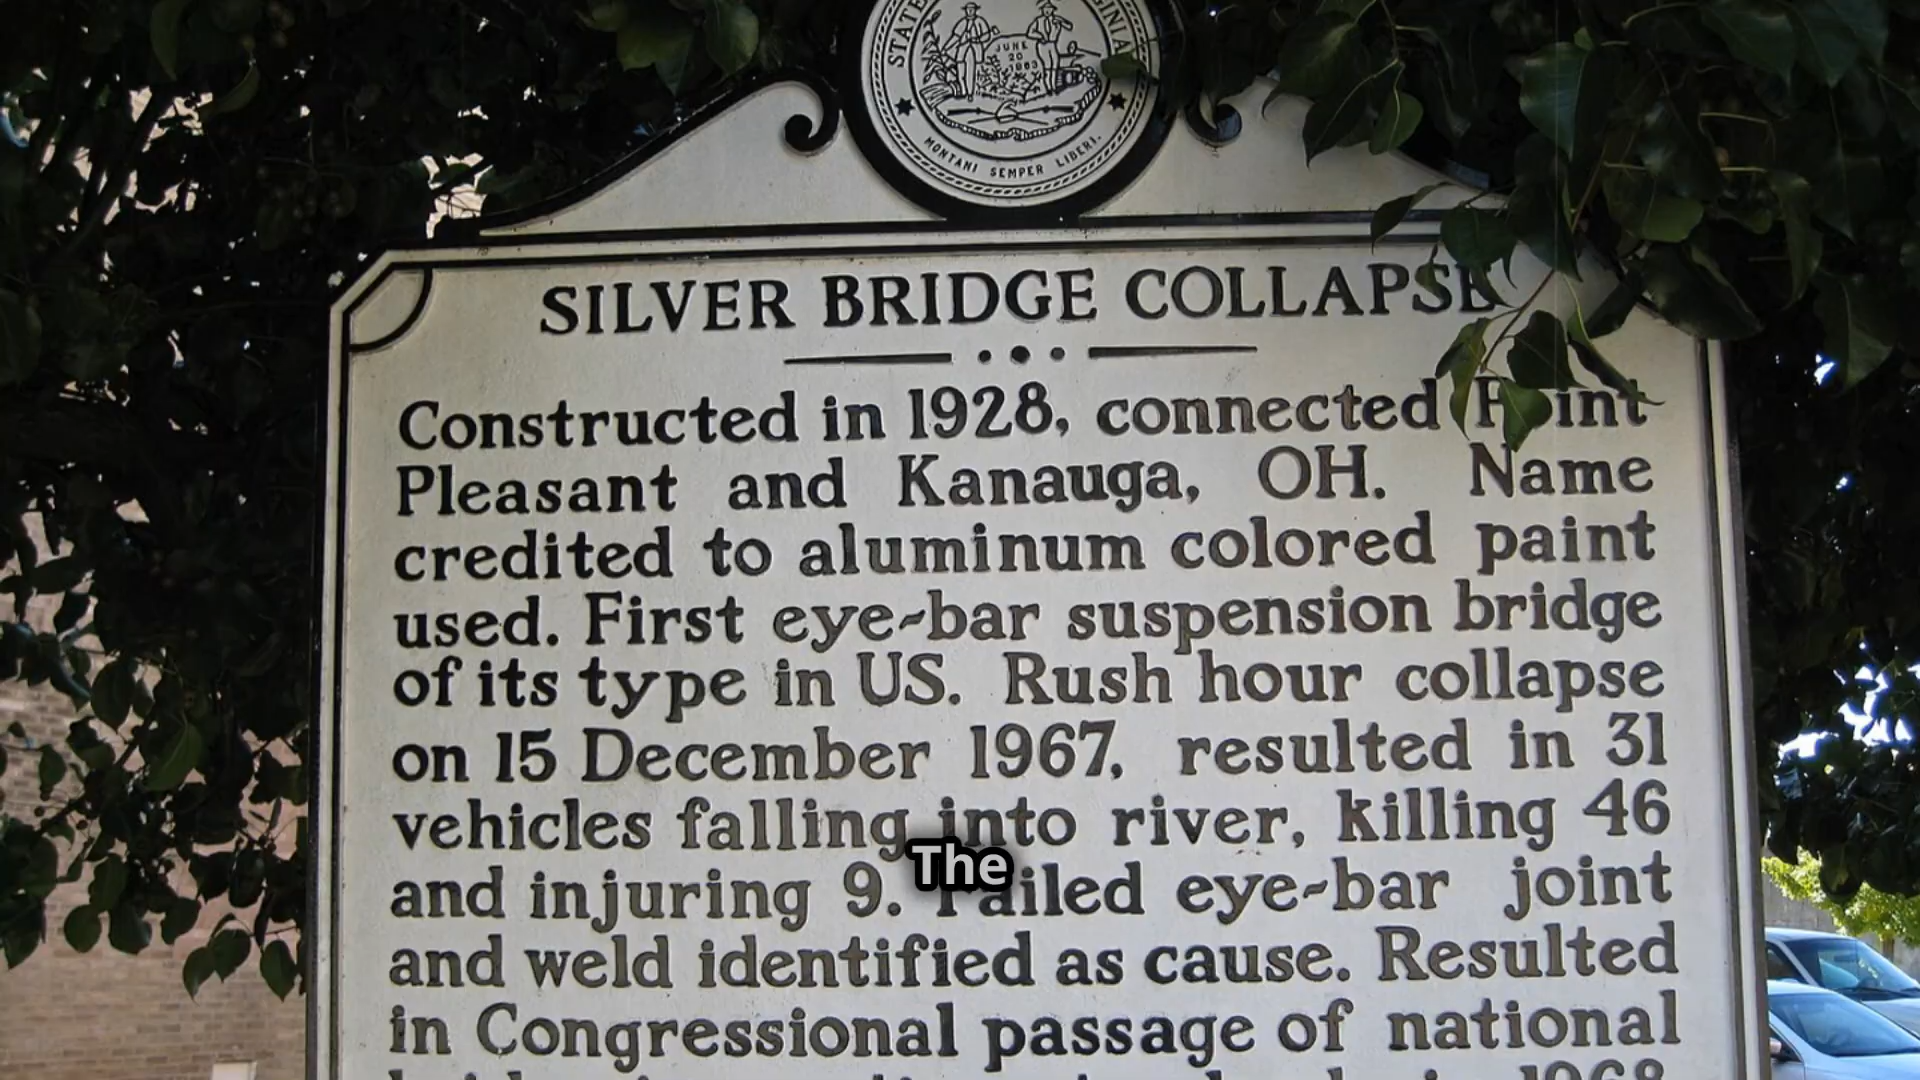 STATE VIRGINIA
JUNE
20
1863
MONTANI SEMPER LIBERI.
SILVER BRIDGE COLLAPSE
Constructed in 1928, connected Point
Pleasant and Kanauga, OH. Name
credited to aluminum colored paint
used. First eye-bar suspension bridge
of its type in US. Rush hour collapse
on 15 December 1967, resulted in 31
vehicles falling into river, killing 46
The
and injuring 9. Failed eye-bar joint
and weld identified as cause. Resulted
in Congressional passage of national
1968